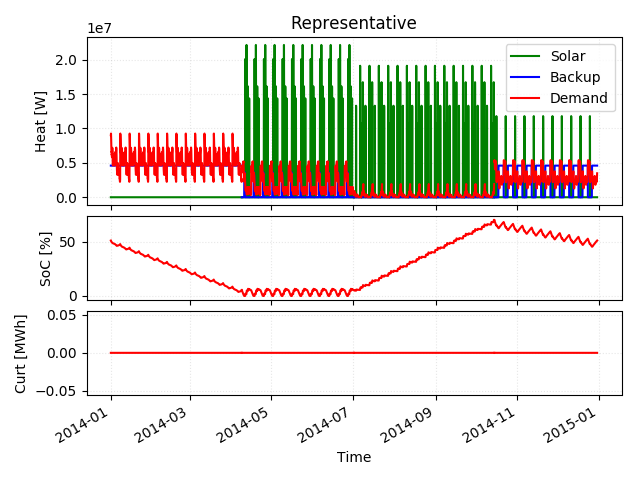 Representative
1e7
2.0
1.5
1.0
0.5
0.0
Heat [W]
Solar
Backup
Demand
50
0
SoC [%]
0.05
0.00
−0.05
Curt [MWh]
2014-01
2014-03
2014-05
2014-07
2014-09
2014-11
2015-01
Time